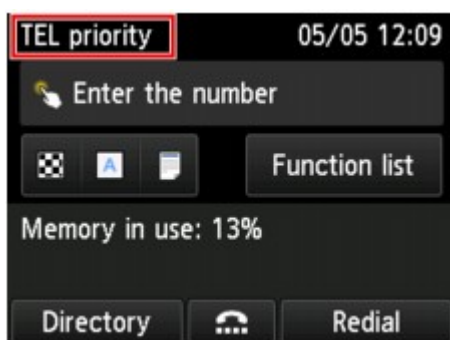 TEL priority 05/05 12:09
Enter the number
A Function list
Memory in use: 13%
Directory Redial